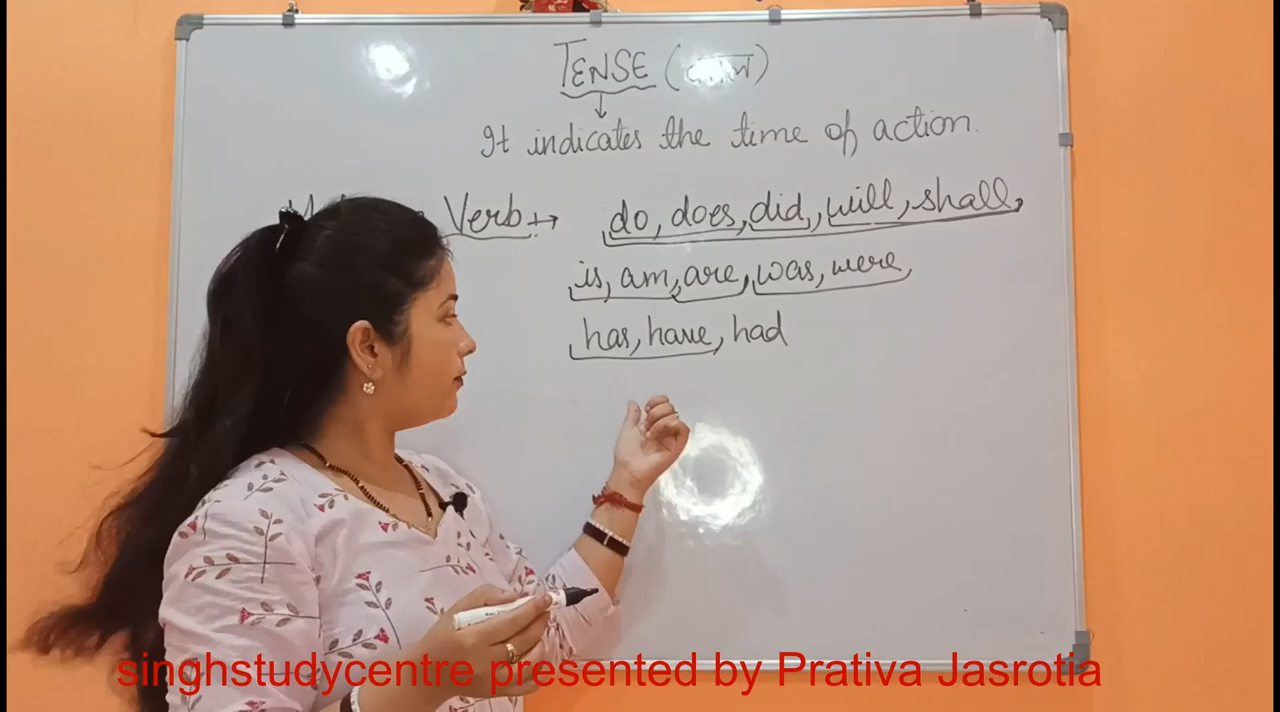 TENSE (काल)
It indicates the time of action.
Verb → do, does, did, will, shall,
is, am, are, was, were,
has, have, had
singhstudycentre presented by Prativa Jasrotia